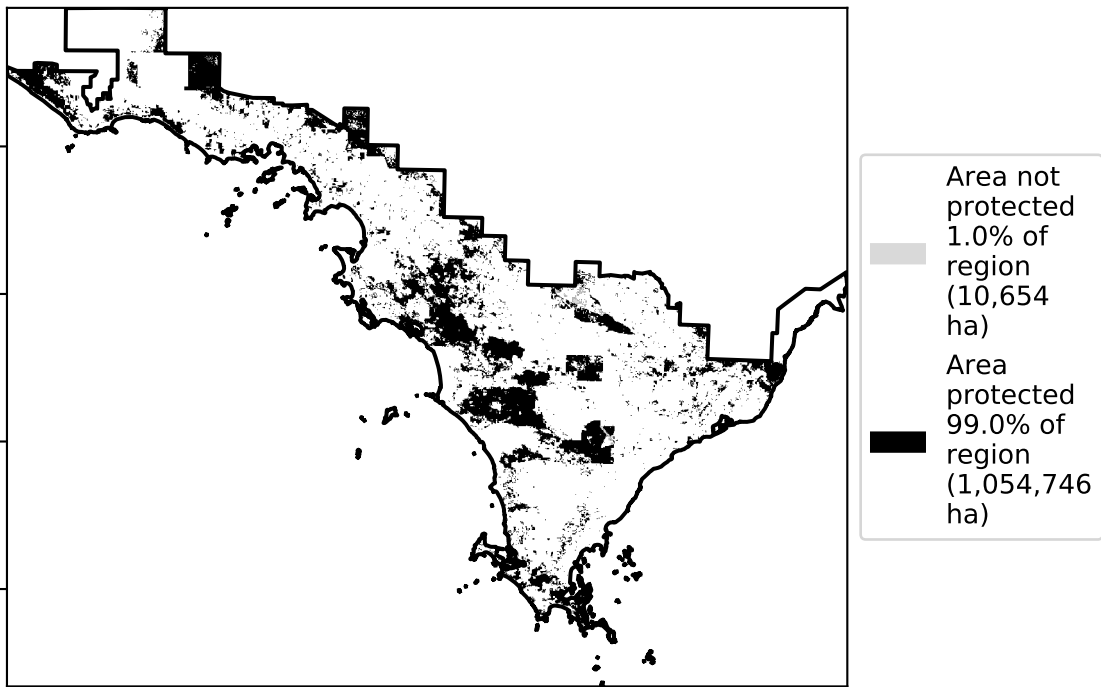 Area not
protected
1.0% of
region
(10,654
ha)
Area
protected
99.0% of
region
(1,054,746
ha)